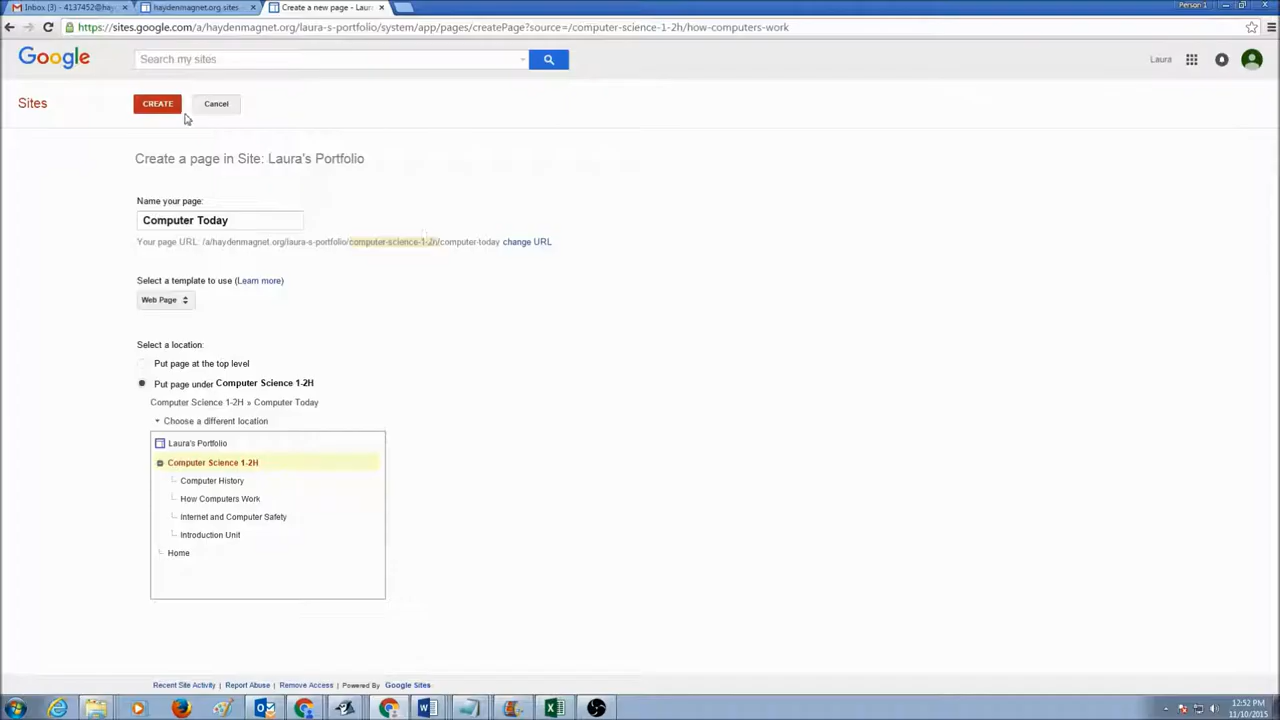 Inbox (3) - 4137452@ha
haydenmagnet.org.sites
Create a new page - Laur
Person 1
https://sites.google.com/a/haydenmagnet.org/laura-s-portfolio/system/app/pages/createPage?source=/computer-science-1-2h/how-computers-work
Google
Search my sites
Laura
Sites
CREATE
Cancel
Create a page in Site: Laura's Portfolio
Name your page:
Computer Today
Your page URL: /a/haydenmagnet.org/laura-s-portfolio/computer-science-1-2h/computer-today change URL
Select a template to use (Learn more)
Web Page
Select a location:
Put page at the top level
Put page under Computer Science 1-2H
Computer Science 1-2H » Computer Today
Choose a different location
Laura's Portfolio
Computer Science 1-2H
Computer History
How Computers Work
Internet and Computer Safety
Introduction Unit
Home
Recent Site Activity | Report Abuse | Remove Access | Powered By Google Sites
12:52 PM
11/10/2015